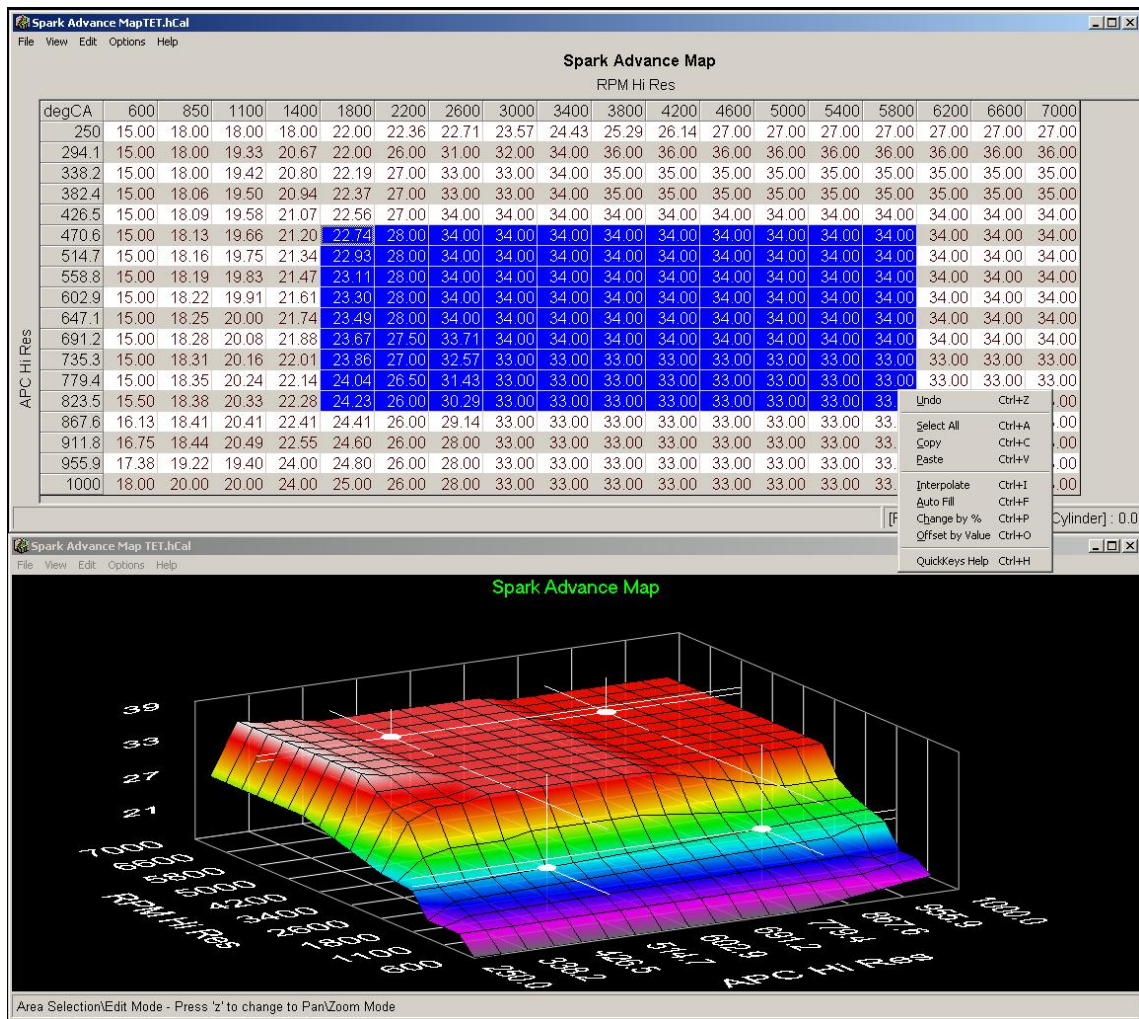 Spark Advance MapTET.hCal
File View Edit Options Help
Spark Advance Map
RPM Hi Res
degCA 600 850 1100 1400 1800 2200 2600 3000 3400 3800 4200 4600 5000 5400 5800 6200 6600 7000
250 15.00 18.00 18.00 18.00 22.00 22.36 22.71 23.57 24.43 25.29 26.14 27.00 27.00 27.00 27.00 27.00 27.00 27.00
294.1 15.00 18.00 19.33 20.67 22.00 26.00 31.00 32.00 34.00 36.00 36.00 36.00 36.00 36.00 36.00 36.00 36.00 36.00
338.2 15.00 18.00 19.42 20.80 22.19 27.00 33.00 33.00 34.00 35.00 35.00 35.00 35.00 35.00 35.00 35.00 35.00 35.00
382.4 15.00 18.06 19.50 20.94 22.37 27.00 33.00 33.00 34.00 35.00 35.00 35.00 35.00 35.00 35.00 35.00 35.00 35.00
426.5 15.00 18.09 19.58 21.07 22.56 27.00 34.00 34.00 34.00 34.00 34.00 34.00 34.00 34.00 34.00 34.00 34.00 34.00
470.6 15.00 18.13 19.66 21.20 22.74 28.00 34.00 34.00 34.00 34.00 34.00 34.00 34.00 34.00 34.00 34.00 34.00 34.00
514.7 15.00 18.16 19.75 21.34 22.93 28.00 34.00 34.00 34.00 34.00 34.00 34.00 34.00 34.00 34.00 34.00 34.00 34.00
558.8 15.00 18.19 19.83 21.47 23.11 28.00 34.00 34.00 34.00 34.00 34.00 34.00 34.00 34.00 34.00 34.00 34.00 34.00
602.9 15.00 18.22 19.91 21.61 23.30 28.00 34.00 34.00 34.00 34.00 34.00 34.00 34.00 34.00 34.00 34.00 34.00 34.00
647.1 15.00 18.25 20.00 21.74 23.49 28.00 34.00 34.00 34.00 34.00 34.00 34.00 34.00 34.00 34.00 34.00 34.00 34.00
691.2 15.00 18.28 20.08 21.88 23.67 27.50 33.71 34.00 34.00 34.00 34.00 34.00 34.00 34.00 34.00 34.00 34.00 34.00
735.3 15.00 18.31 20.16 22.01 23.86 27.00 32.57 33.00 33.00 33.00 33.00 33.00 33.00 33.00 33.00 33.00 33.00 33.00
779.4 15.00 18.35 20.24 22.14 24.04 26.50 31.43 33.00 33.00 33.00 33.00 33.00 33.00 33.00 33.00 33.00 33.00 33.00
823.5 15.50 18.38 20.33 22.28 24.23 26.00 30.29 33.00 33.00 33.00 33.00 33.00 33.00 33.00 33. .00
867.6 16.13 18.41 20.41 22.41 24.41 26.00 29.14 33.00 33.00 33.00 33.00 33.00 33.00 33.00 33. .00
911.8 16.75 18.44 20.49 22.55 24.60 26.00 28.00 33.00 33.00 33.00 33.00 33.00 33.00 33.00 33. .00
955.9 17.38 19.22 19.40 24.00 24.80 26.00 28.00 33.00 33.00 33.00 33.00 33.00 33.00 33.00 33. .00
1000 18.00 20.00 20.00 24.00 25.00 26.00 28.00 33.00 33.00 33.00 33.00 33.00 33.00 33.00 33. .00
APC Hi Res
Undo Ctrl+Z
Select All Ctrl+A
Copy Ctrl+C
Paste Ctrl+V
Interpolate Ctrl+I
Auto Fill Ctrl+F
Change by % Ctrl+P
Offset by Value Ctrl+O
QuickKeys Help Ctrl+H
Cylinder] : 0.0
Spark Advance Map TET.hCal
File View Edit Options Help
Spark Advance Map
39
33
27
21
7000
6600
5800
5000
4200
3400
2600
1800
1100
600
RPM Hi Res
250.0
338.2
426.5
514.7
602.9
691.2
779.4
867.6
955.9
1000.0
APC Hi Res
Area Selection\Edit Mode - Press 'z' to change to Pan\Zoom Mode